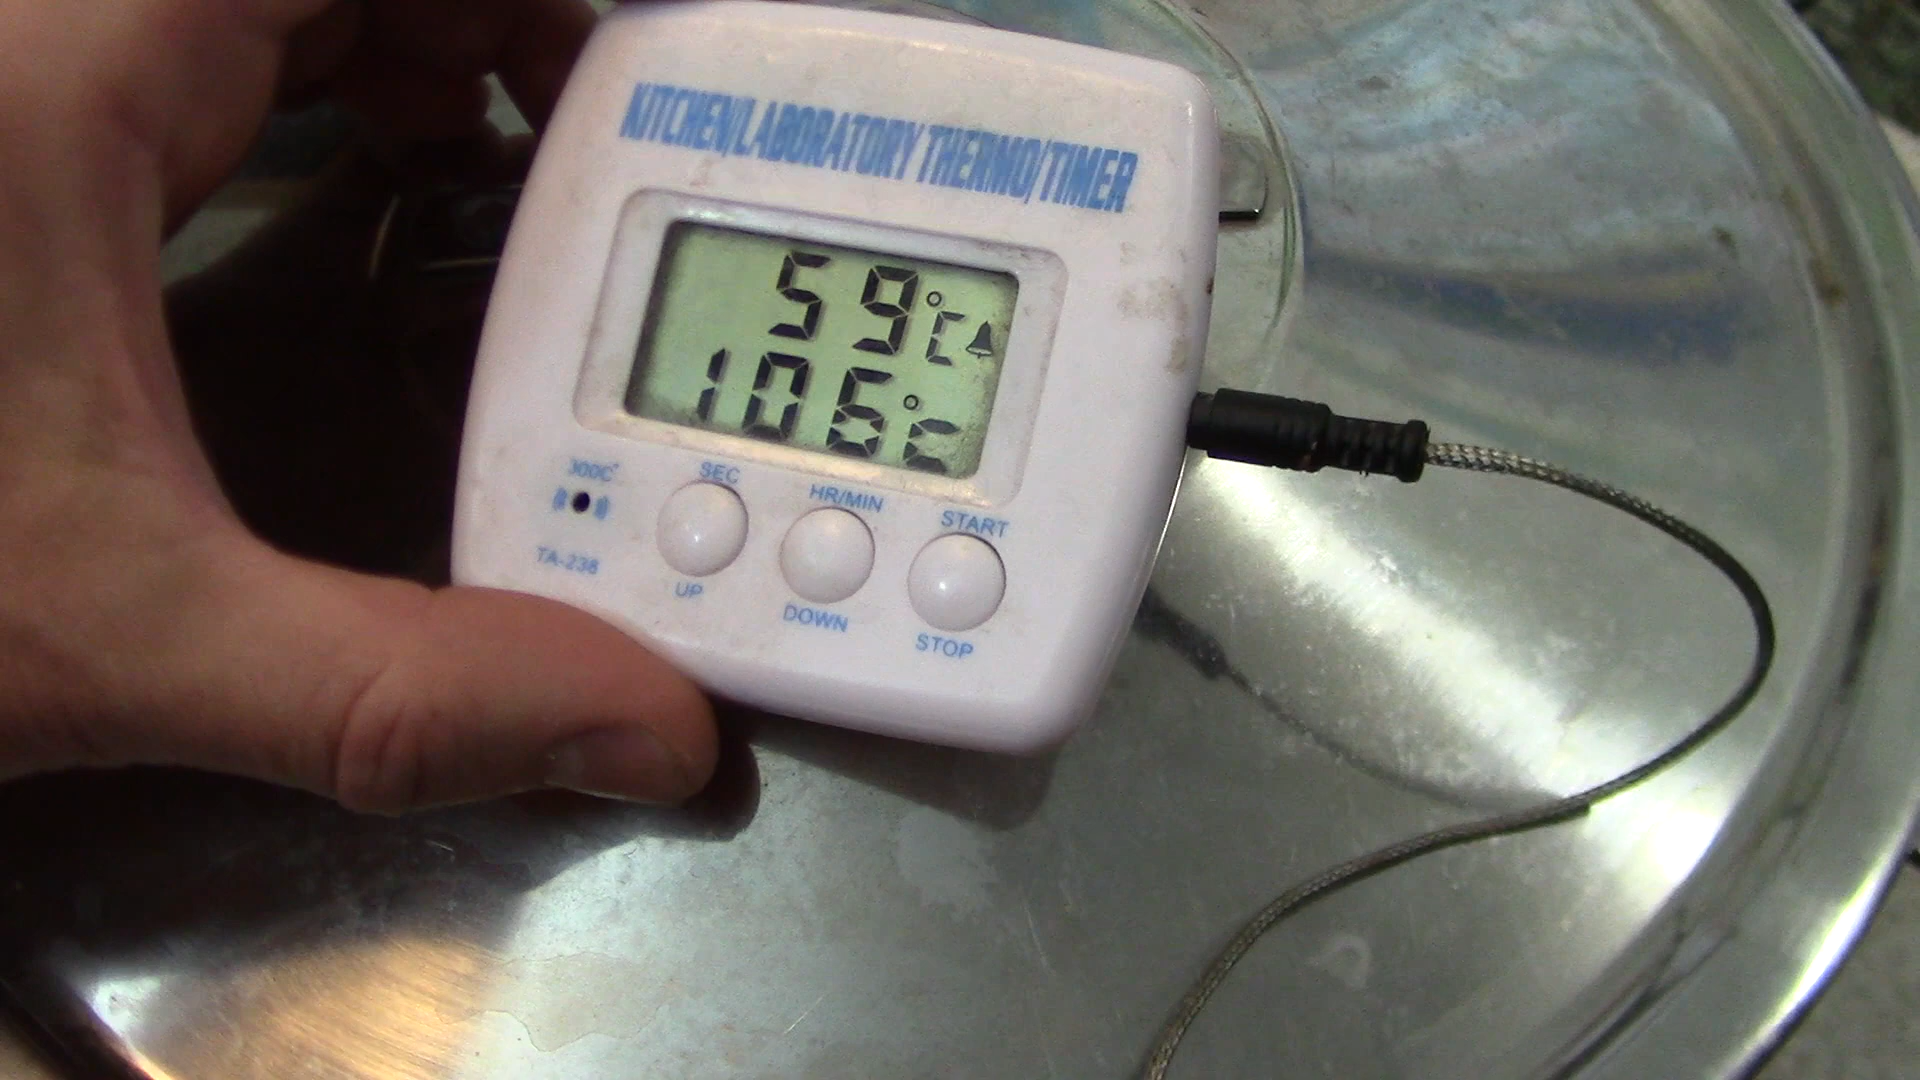 KITCHEN/LABORATORY THERMO/TIMER
59°C
106°C
300C°
SEC HR/MIN START
TA-238
UP DOWN STOP